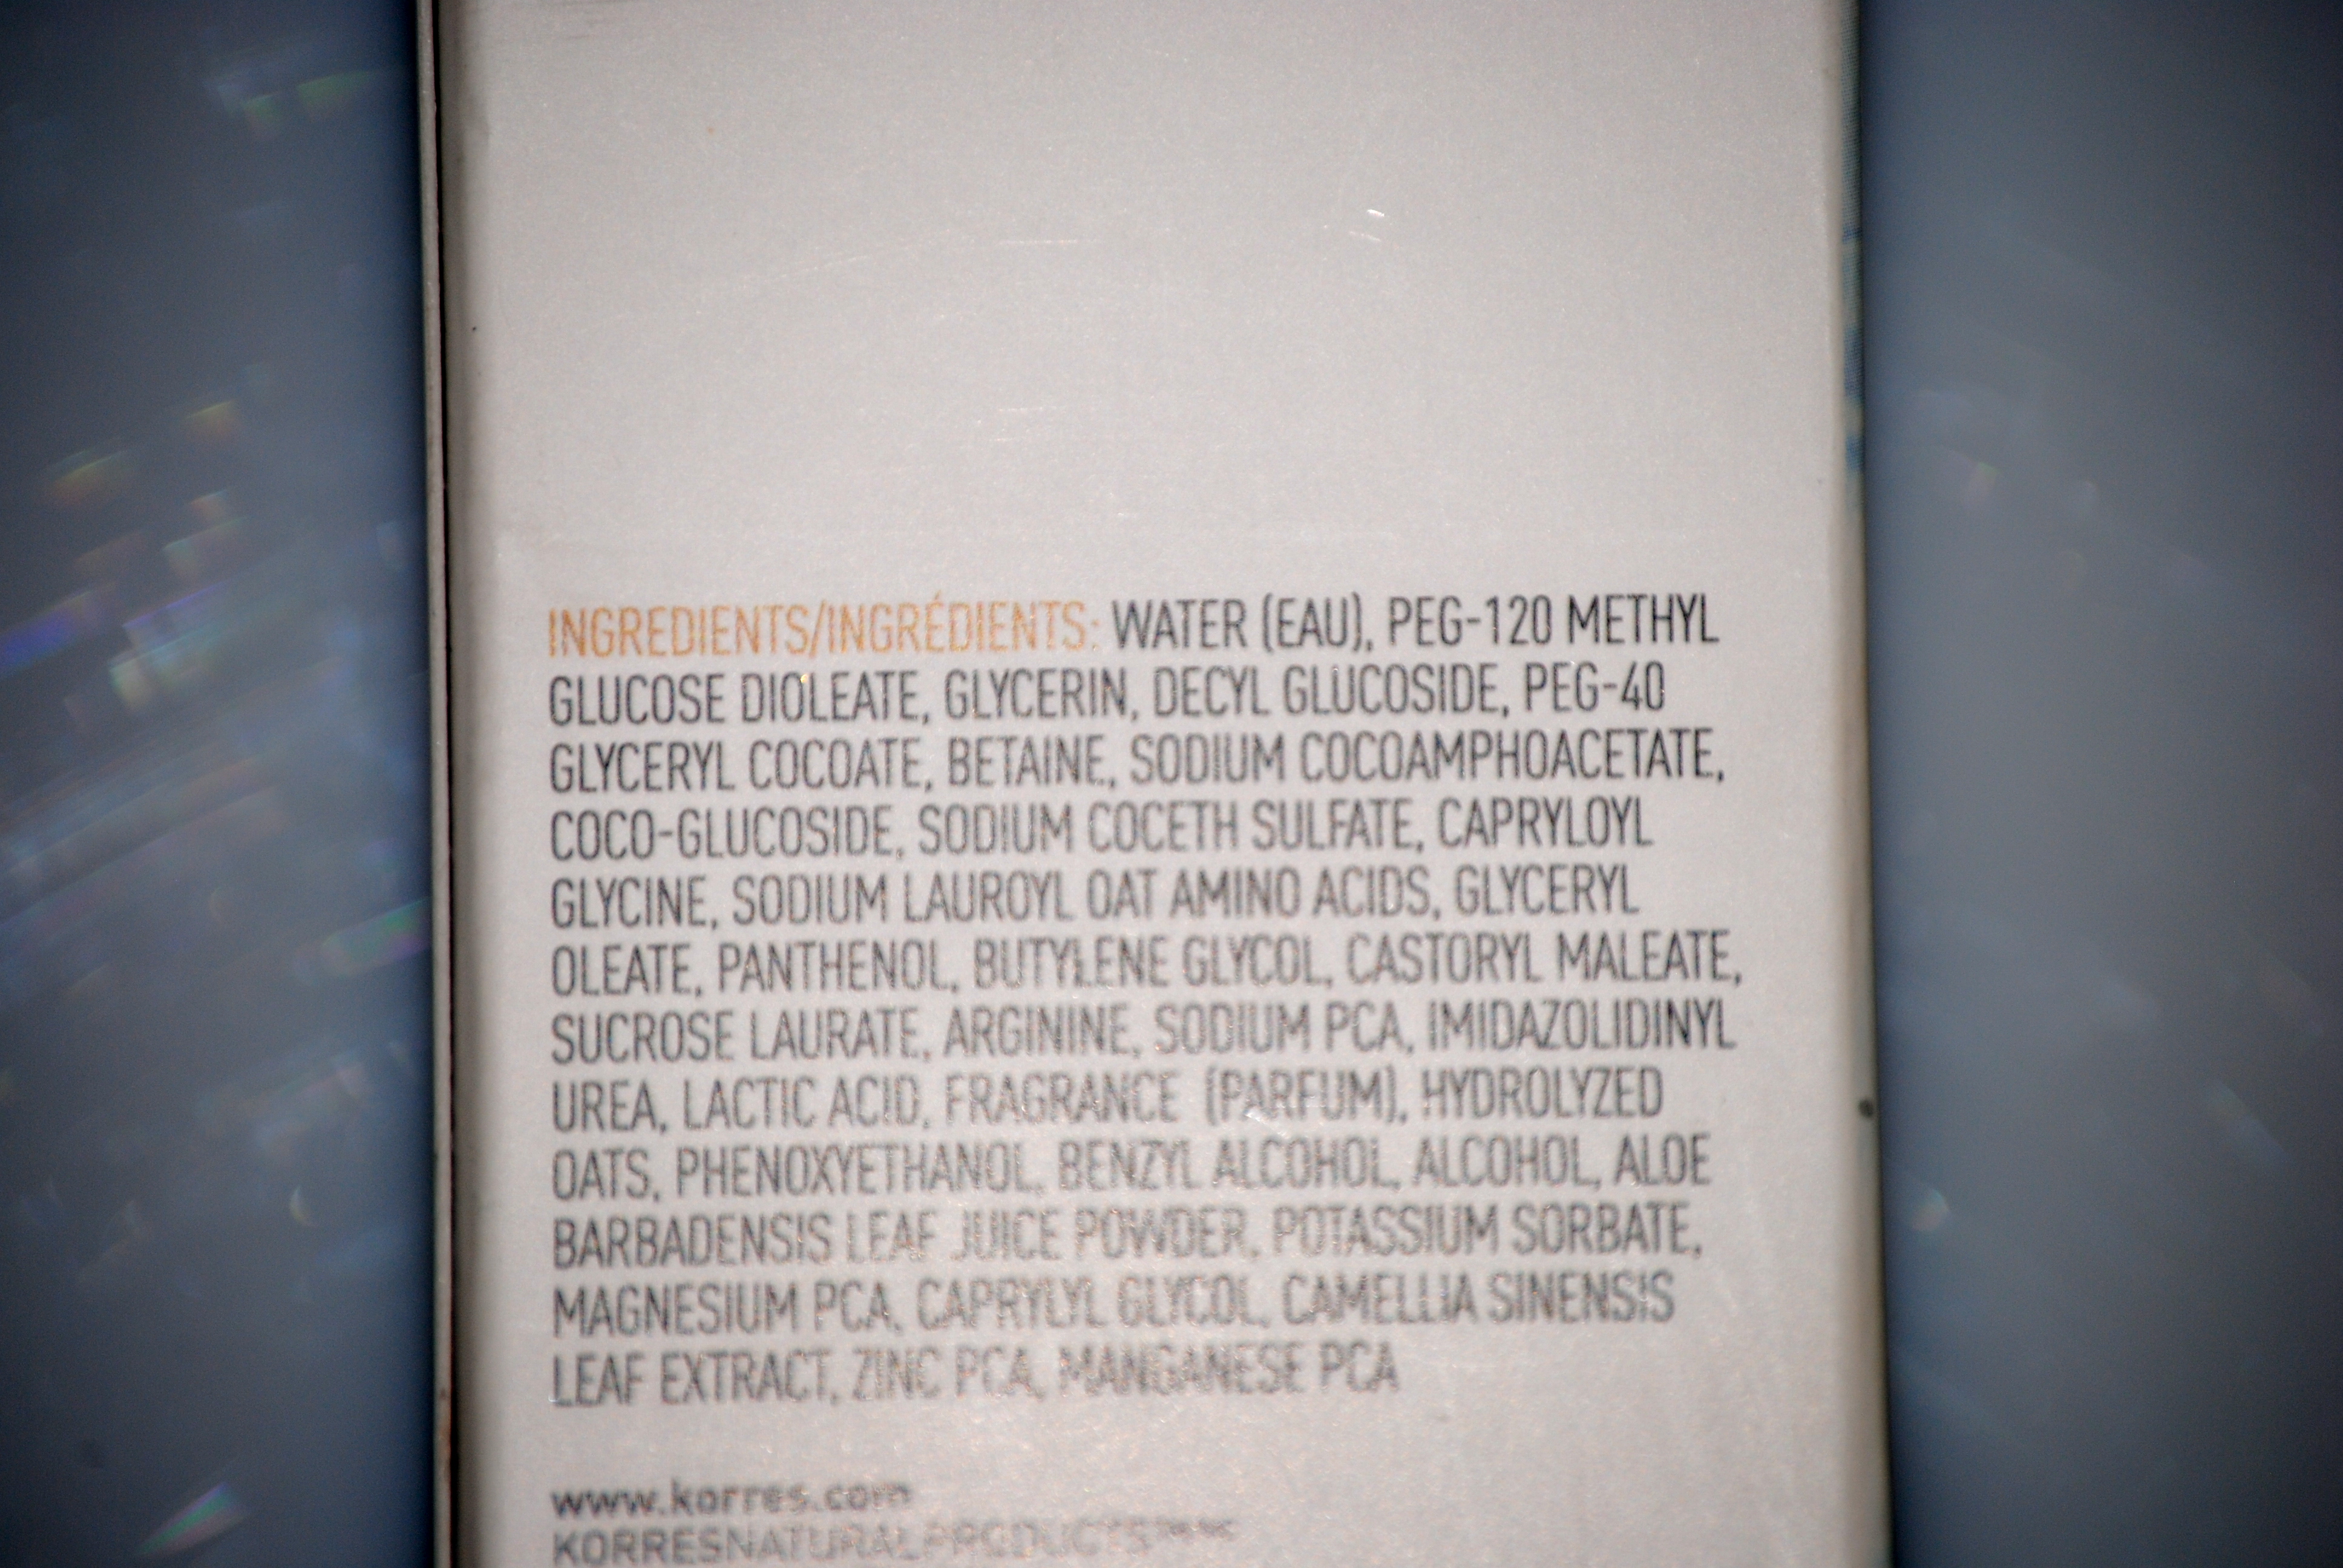 INGREDIENTS/INGRÉDIENTS: WATER (EAU), PEG-120 METHYL
GLUCOSE DIOLEATE, GLYCERIN, DECYL GLUCOSIDE, PEG-40
GLYCERYL COCOATE, BETAINE, SODIUM COCOAMPHOACETATE,
COCO-GLUCOSIDE, SODIUM COCETH SULFATE, CAPRYLOYL
GLYCINE, SODIUM LAUROYL OAT AMINO ACIDS, GLYCERYL
OLEATE, PANTHENOL, BUTYLENE GLYCOL, CASTORYL MALEATE,
SUCROSE LAURATE, ARGININE, SODIUM PCA, IMIDAZOLIDINYL
UREA, LACTIC ACID, FRAGRANCE (PARFUM), HYDROLYZED
OATS, PHENOXYETHANOL, BENZYL ALCOHOL, ALCOHOL, ALOE
BARBADENSIS LEAF JUICE POWDER, POTASSIUM SORBATE,
MAGNESIUM PCA, CAPRYLYL GLYCOL, CAMELLIA SINENSIS
LEAF EXTRACT, ZINC PCA, MANGANESE PCA
www.korres.com
KORRESNATURALPRODUCTS